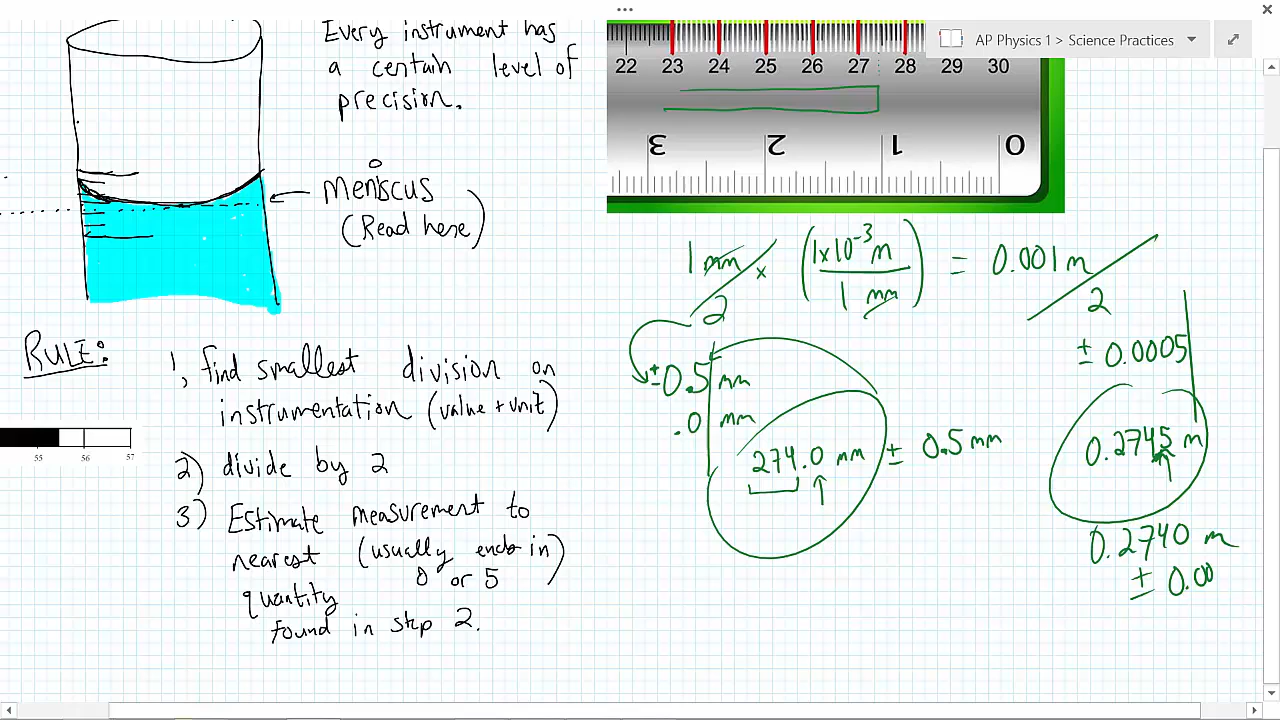 AP Physics 1 > Science Practices
Every instrument has
a certain level of
precision.
Meniscus
(Read here)
22 23 24 25 26 27 28 29 30
3 2 1 0
1 mm
2
x
(1x10⁻³ m
1 mm)
= 0.001 m
2
± 0.5 mm
.0 mm
274.0 mm ± 0.5 mm
± 0.0005
0.2745 m
0.2740 m
± 0.00
RULE:
1, find smallest division on
instrumentation (value + unit)
2) divide by 2
3) Estimate measurement to
nearest (usually ends in
0 or 5)
quantity
found in step 2.
55 56 57